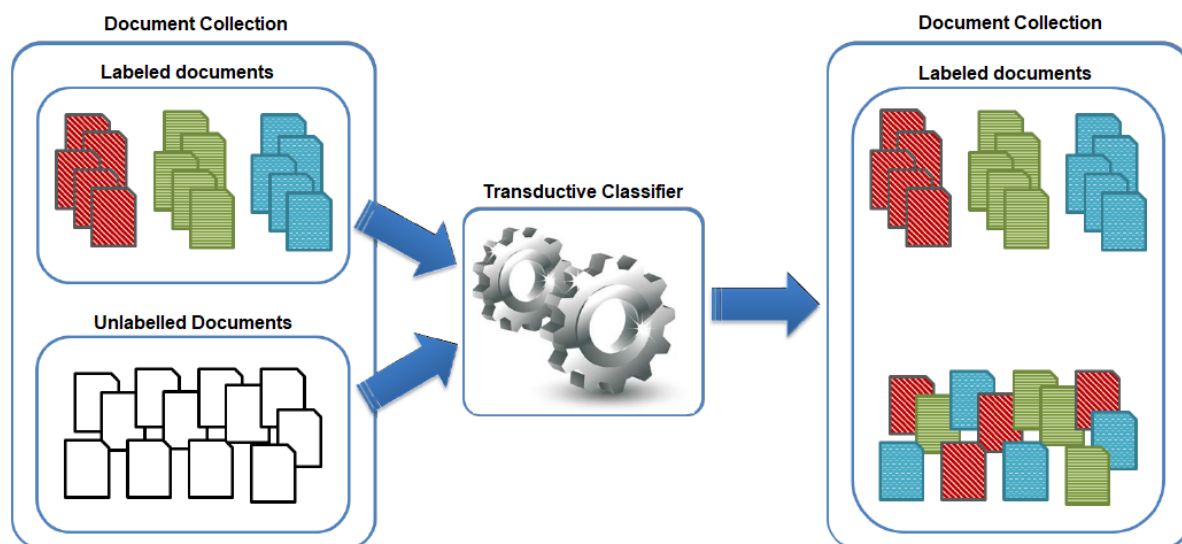 Document Collection
Labeled documents
Unlabelled Documents
Transductive Classifier
Document Collection
Labeled documents